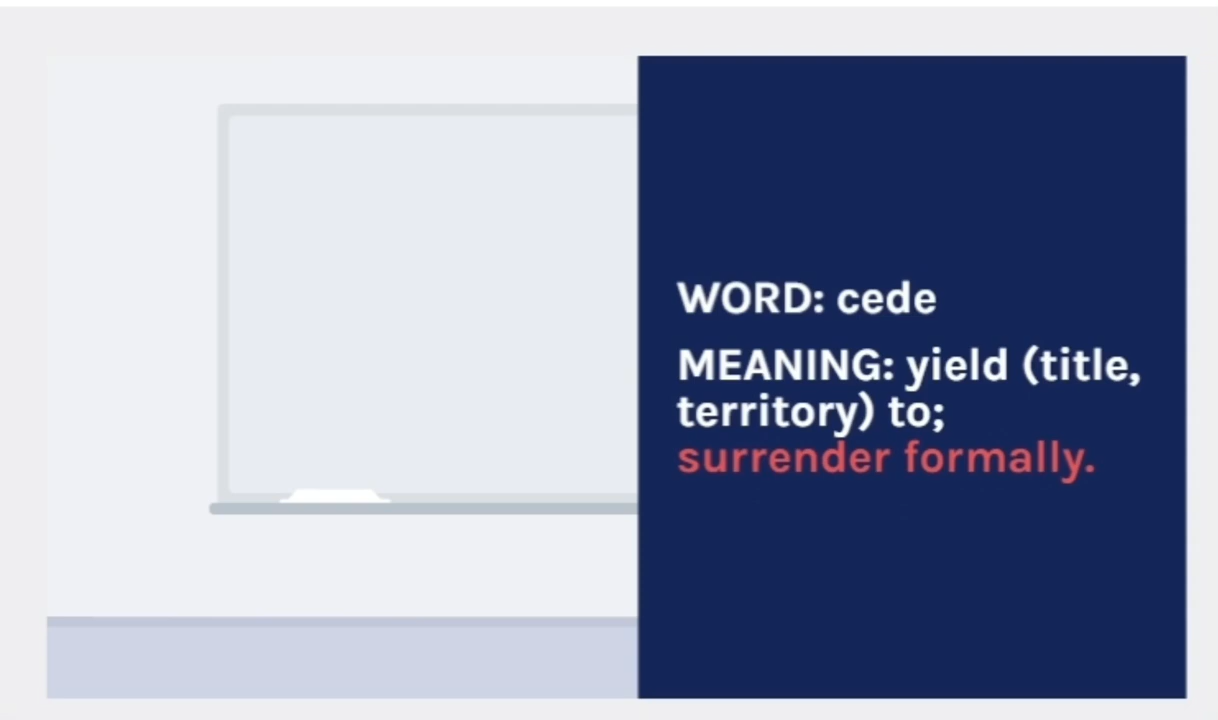 WORD: cede
MEANING: yield (title,
territory) to;
surrender formally.